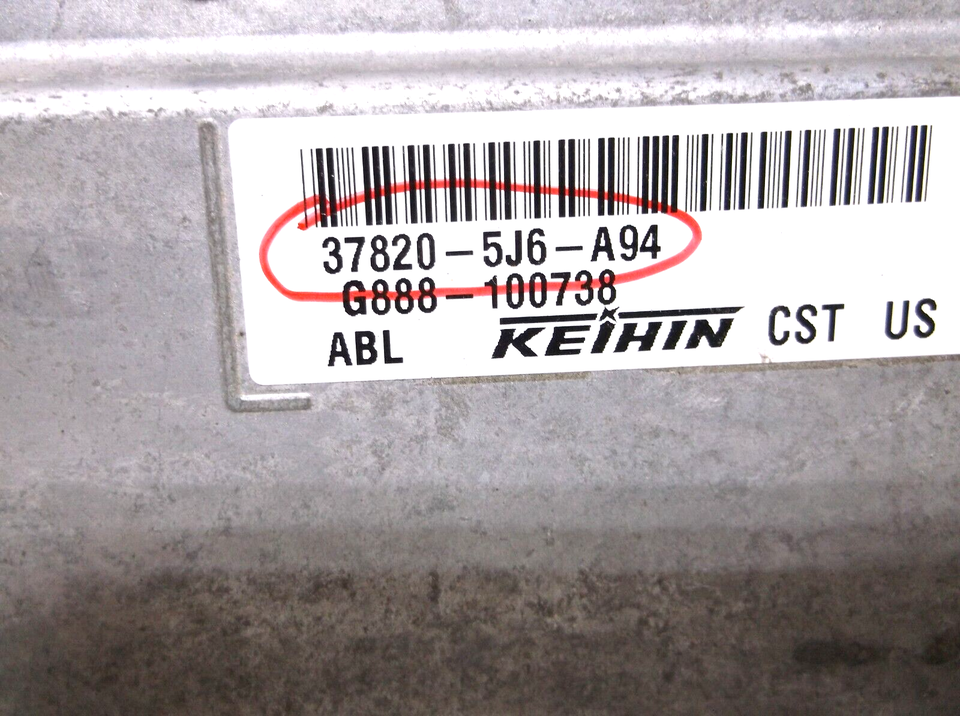 37820-5J6-A94
G888-100738
ABL KEIHIN CST US